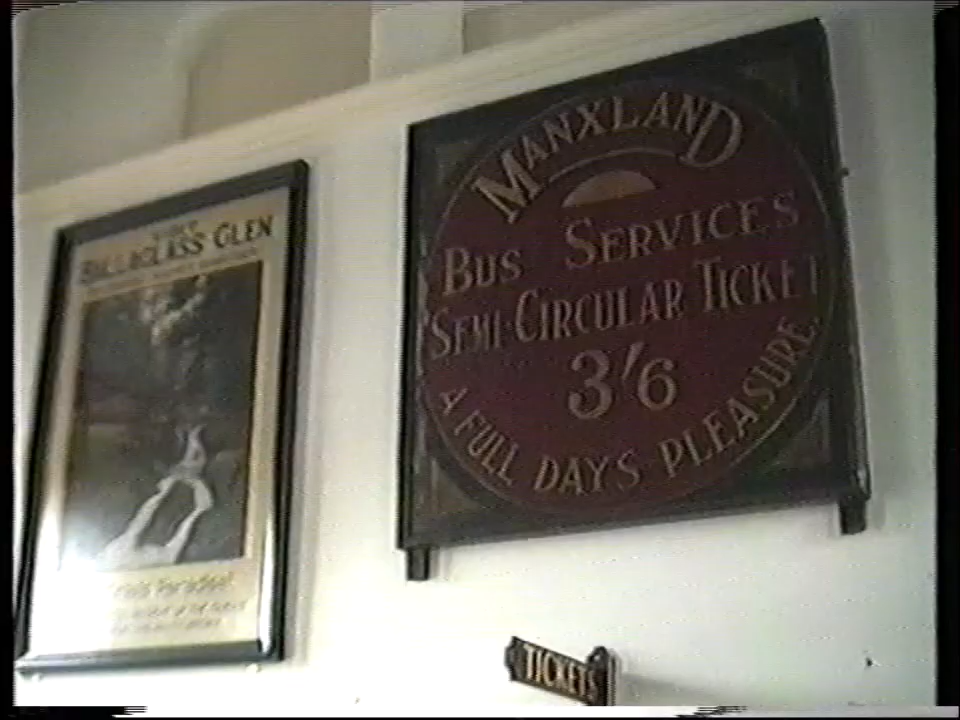 BALLAGLASS GLEN
MANXLAND
BUS SERVICES
SEMI-CIRCULAR TICKET
3'6
A FULL DAYS PLEASURE.
TICKETS